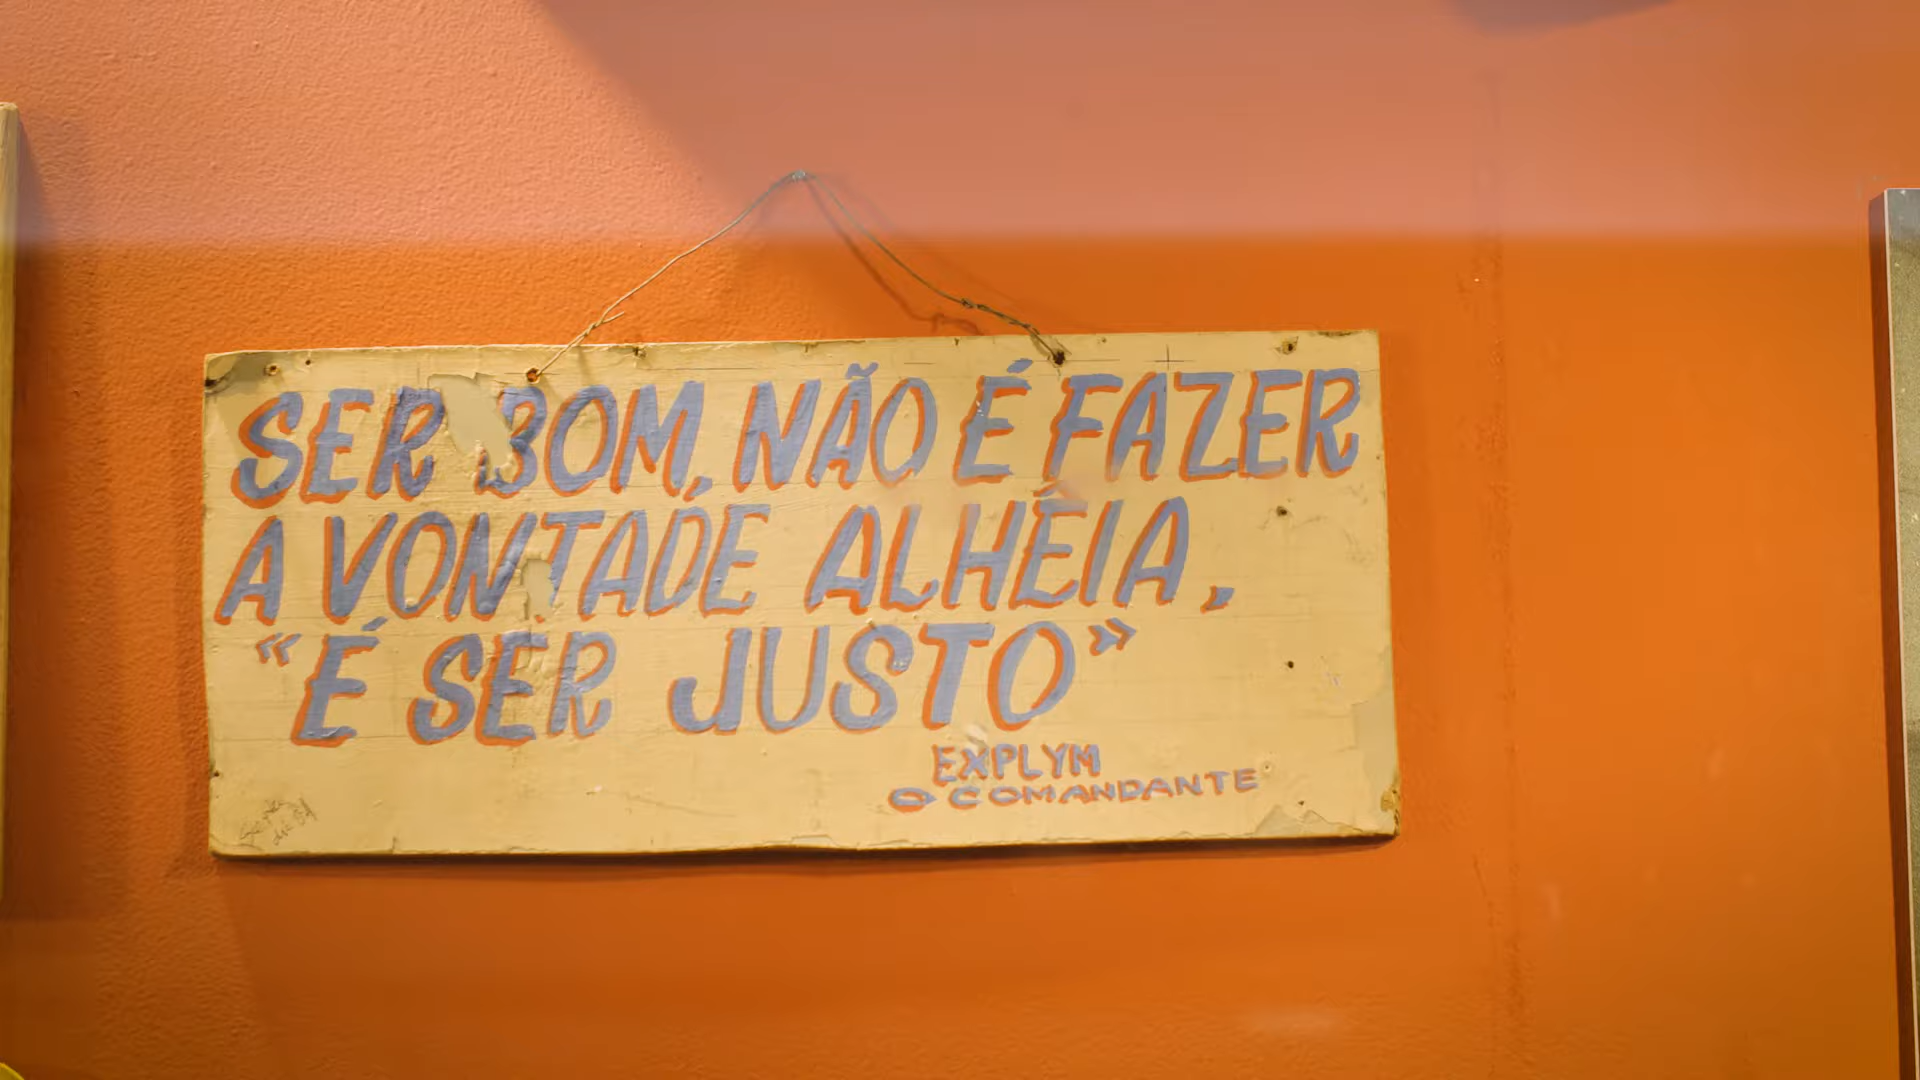 SER BOM, NÃO É FAZER
A VONTADE ALHÉIA,
“É SER JUSTO”
EXPLYM
O COMANDANTE